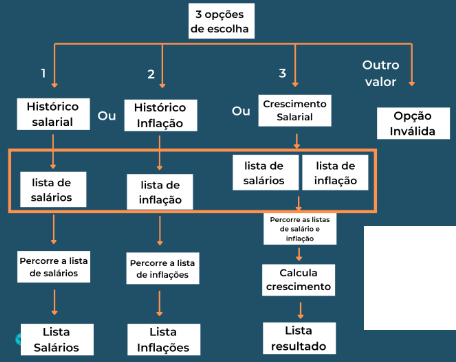 3 opções
de escolha
1
2
3
Outro
valor
Histórico
salarial
Ou
Histórico
Inflação
Ou
Crescimento
Salarial
Opção
Inválida
lista de
salários
lista de
inflação
lista de
salários
lista de
inflação
Percorre a lista
de salários
Percorre a lista
de inflações
Percorre as listas
de salário e
inflação
Calcula
crescimento
Lista
Salários
Lista
Inflações
Lista
resultado